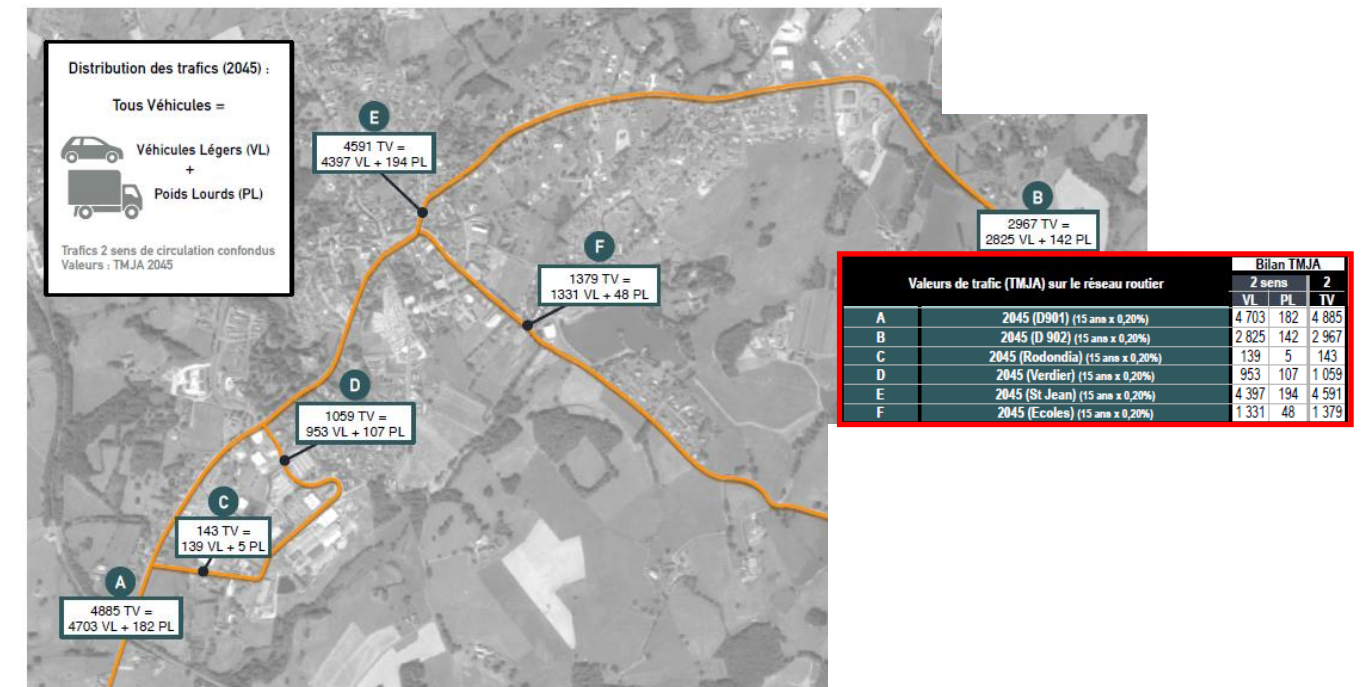 Distribution des trafics (2045) :
Tous Véhicules =
Véhicules Légers (VL)
+
Poids Lourds (PL)
Trafics 2 sens de circulation confondus
Valeurs : TMJA 2045
E
4591 TV =
4397 VL + 194 PL
B
2967 TV =
2825 VL + 142 PL
F
1379 TV =
1331 VL + 48 PL
D
1059 TV =
953 VL + 107 PL
C
143 TV =
139 VL + 5 PL
A
4885 TV =
4703 VL + 182 PL
Bilan TMJA
Valeurs de trafic (TMJA) sur le réseau routier 2 sens 2
VL PL TV
A 2045 (D901) (15 ans x 0,20%) 4 703 182 4 885
B 2045 (D 902) (15 ans x 0,20%) 2 825 142 2 967
C 2045 (Rodondia) (15 ans x 0,20%) 139 5 143
D 2045 (Verdier) (15 ans x 0,20%) 953 107 1 059
E 2045 (St Jean) (15 ans x 0,20%) 4 397 194 4 591
F 2045 (Ecoles) (15 ans x 0,20%) 1 331 48 1 379